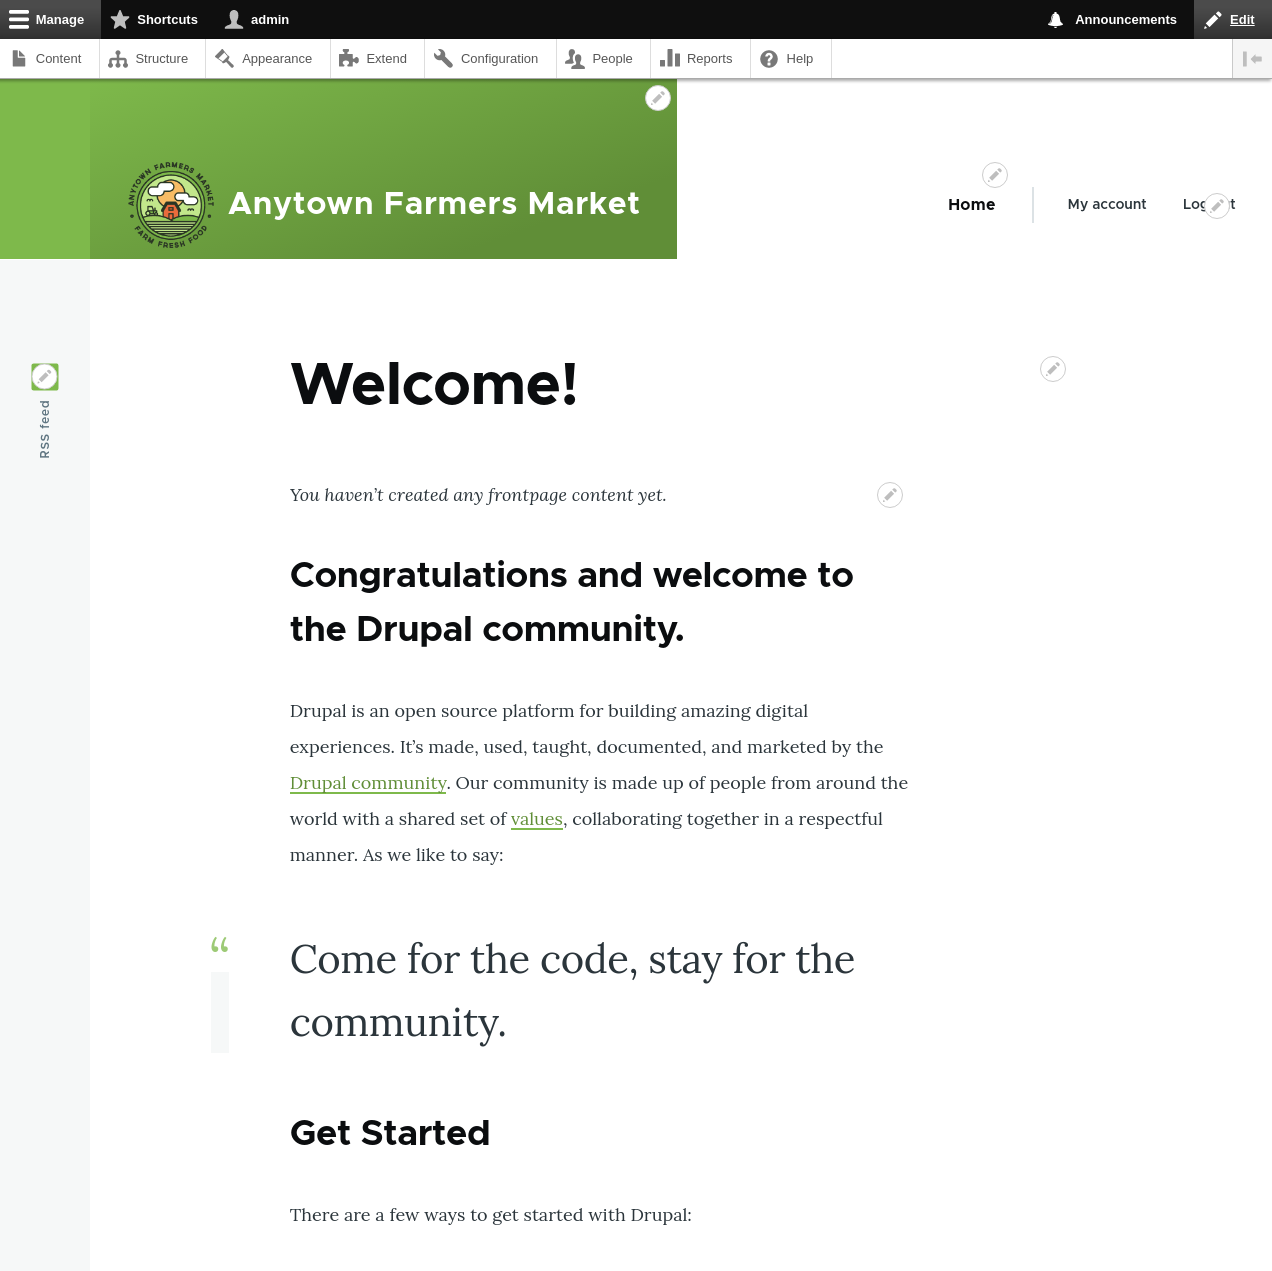 Manage Shortcuts admin Announcements Edit
Content Structure Appearance Extend Configuration People Reports Help
ANYTOWN FARMERS MARKET
FARM FRESH FOOD
Anytown Farmers Market
Home My account
RSS feed
Welcome!
You haven’t created any frontpage content yet.
Congratulations and welcome to
the Drupal community.
Drupal is an open source platform for building amazing digital
experiences. It’s made, used, taught, documented, and marketed by the
Drupal community. Our community is made up of people from around the
world with a shared set of values, collaborating together in a respectful
manner. As we like to say:
“
Come for the code, stay for the
community.
Get Started
There are a few ways to get started with Drupal: